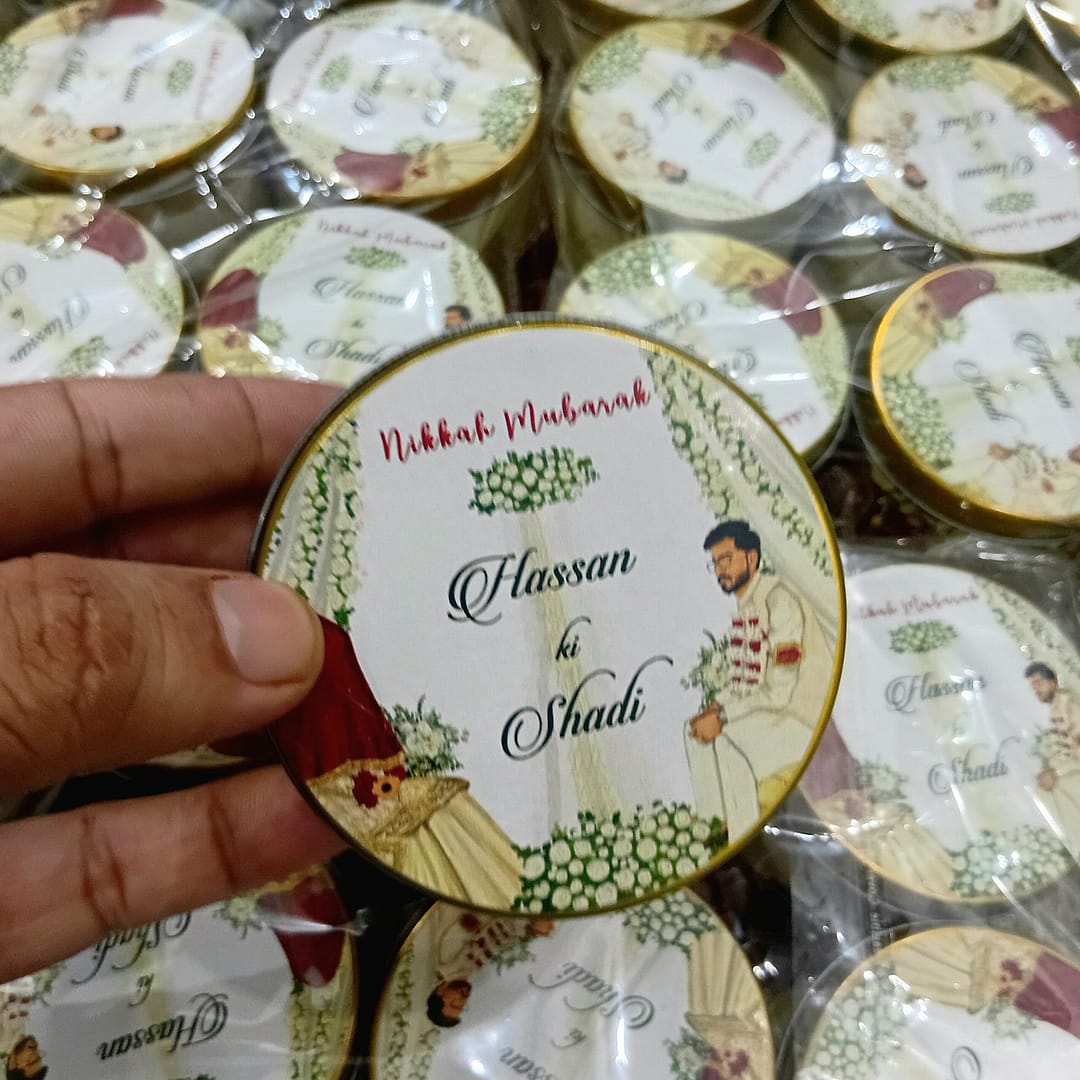 Nikkah Mubarak
Hassan
ki
Shadi